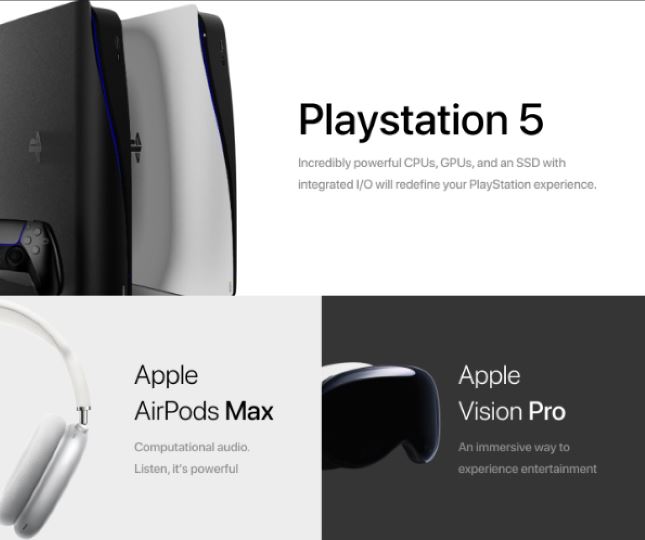 Playstation 5
Incredibly powerful CPUs, GPUs, and an SSD with
integrated I/O will redefine your PlayStation experience.
Apple
AirPods Max
Computational audio.
Listen, it's powerful
Apple
Vision Pro
An immersive way to
experience entertainment